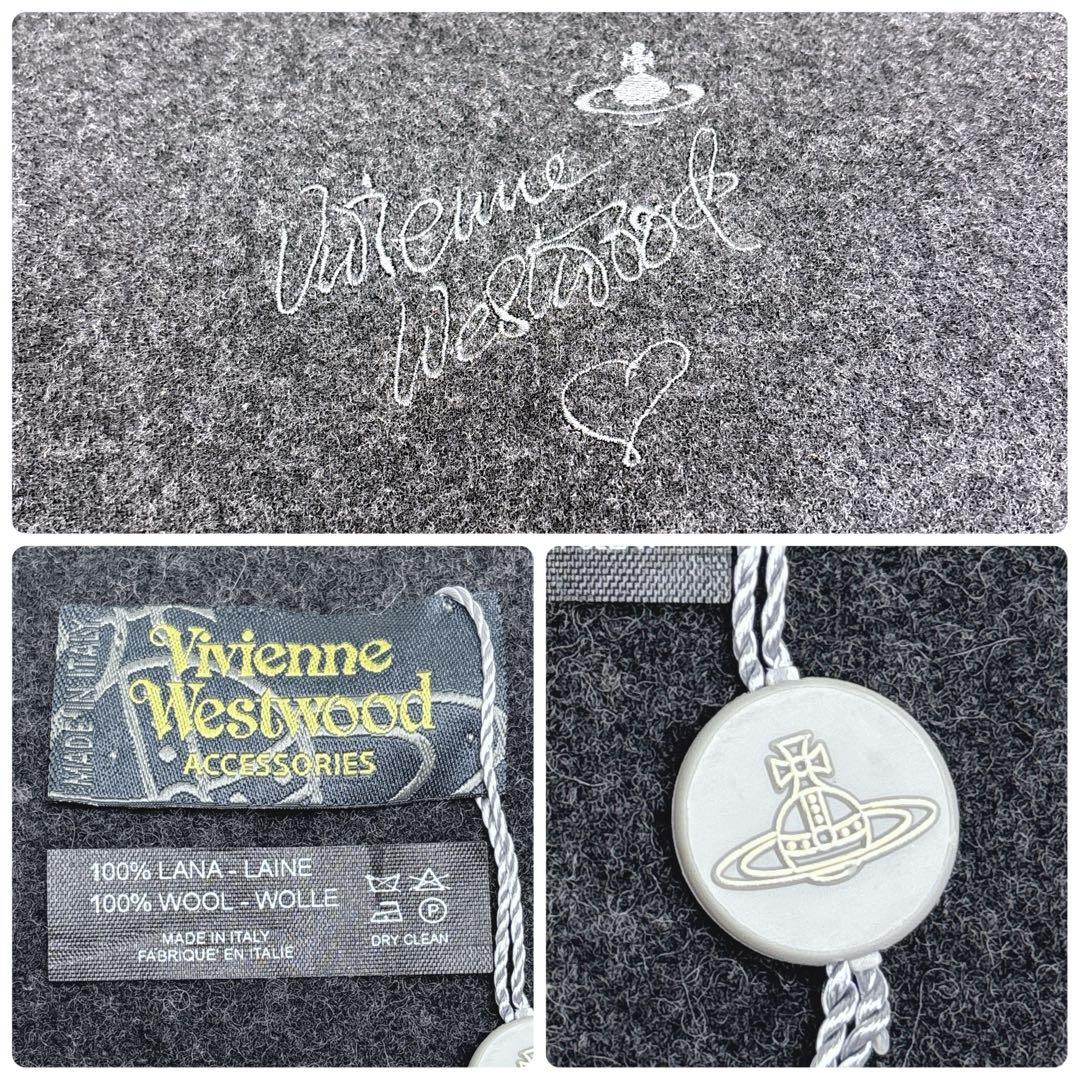 Vivienne
Westwood
MADE IN ITALY
Vivienne
Westwood
ACCESSORIES
100% LANA - LAINE
100% WOOL - WOLLE
MADE IN ITALY
FABRIQUE' EN ITALIE
P
DRY CLEAN